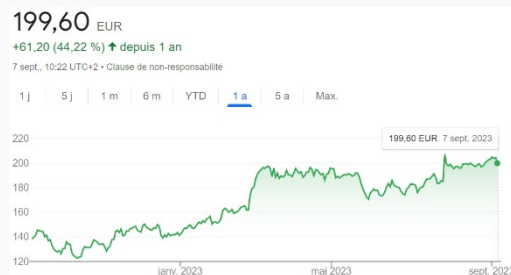 199,60 EUR
+61,20 (44,22 %) ↑ depuis 1 an
7 sept., 10:22 UTC+2 • Clause de non-responsabilité
1 j 5 j 1 m 6 m YTD 1 a 5 a Max.
220
199,60 EUR 7 sept. 2023
200
180
160
140
120
janv. 2023 mai 2023 sept. 2023